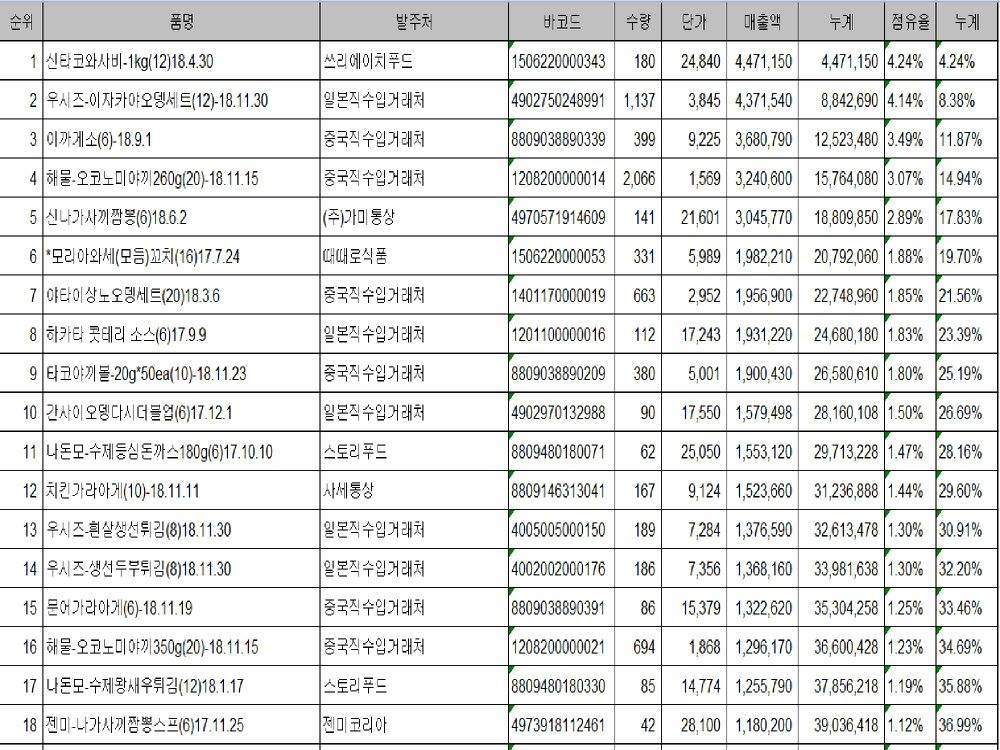 순위 품명 발주처 바코드 수량 단가 매출액 누계 점유율 누계
1 신타코와사비-1kg(12)18.4.30 쓰리에이치푸드 1506220000343 180 24,840 4,471,150 4,471,150 4.24% 4.24%
2 우시즈-이자카야오뎅세트(12)-18.11.30 일본직수입거래처 4902750248991 1,137 3,845 4,371,540 8,842,690 4.14% 8.38%
3 이까게소(6)-18.9.1 중국직수입거래처 8809038890339 399 9,225 3,680,790 12,523,480 3.49% 11.87%
4 해물-오코노미야끼260g(20)-18.11.15 중국직수입거래처 1208200000014 2,066 1,569 3,240,600 15,764,080 3.07% 14.94%
5 신나가사끼짬뽕(6)18.6.2 (주)가미통상 4970571914609 141 21,601 3,045,770 18,809,850 2.89% 17.83%
6 *모리아와세(모듬)꼬치(16)17.7.24 때때로식품 1506220000053 331 5,989 1,982,210 20,792,060 1.88% 19.70%
7 야타이상노오뎅세트(20)18.3.6 중국직수입거래처 1401170000019 663 2,952 1,956,900 22,748,960 1.85% 21.56%
8 하카타 콧테리 소스(6)17.9.9 일본직수입거래처 1201100000016 112 17,243 1,931,220 24,680,180 1.83% 23.39%
9 타코야끼볼-20g*50ea(10)-18.11.23 중국직수입거래처 8809038890209 380 5,001 1,900,430 26,580,610 1.80% 25.19%
10 간사이오뎅다시더블업(6)17.12.1 일본직수입거래처 4902970132988 90 17,550 1,579,498 28,160,108 1.50% 26.69%
11 나돈모-수제등심돈까스180g(6)17.10.10 스토리푸드 8809480180071 62 25,050 1,553,120 29,713,228 1.47% 28.16%
12 치킨가라아게(10)-18.11.11 사세통상 8809146313041 167 9,124 1,523,660 31,236,888 1.44% 29.60%
13 우시즈-흰살생선튀김(8)18.11.30 일본직수입거래처 4005005000150 189 7,284 1,376,590 32,613,478 1.30% 30.91%
14 우시즈-생선두부튀김(8)18.11.30 일본직수입거래처 4002002000176 186 7,356 1,368,160 33,981,638 1.30% 32.20%
15 문어가라아게(6)-18.11.19 중국직수입거래처 8809038890391 86 15,379 1,322,620 35,304,258 1.25% 33.46%
16 해물-오코노미야끼350g(20)-18.11.15 중국직수입거래처 1208200000021 694 1,868 1,296,170 36,600,428 1.23% 34.69%
17 나돈모-수제왕새우튀김(12)18.1.17 스토리푸드 8809480180330 85 14,774 1,255,790 37,856,218 1.19% 35.88%
18 젠미-나가사끼짬뽕스프(6)17.11.25 젠미코리아 4973918112461 42 28,100 1,180,200 39,036,418 1.12% 36.99%